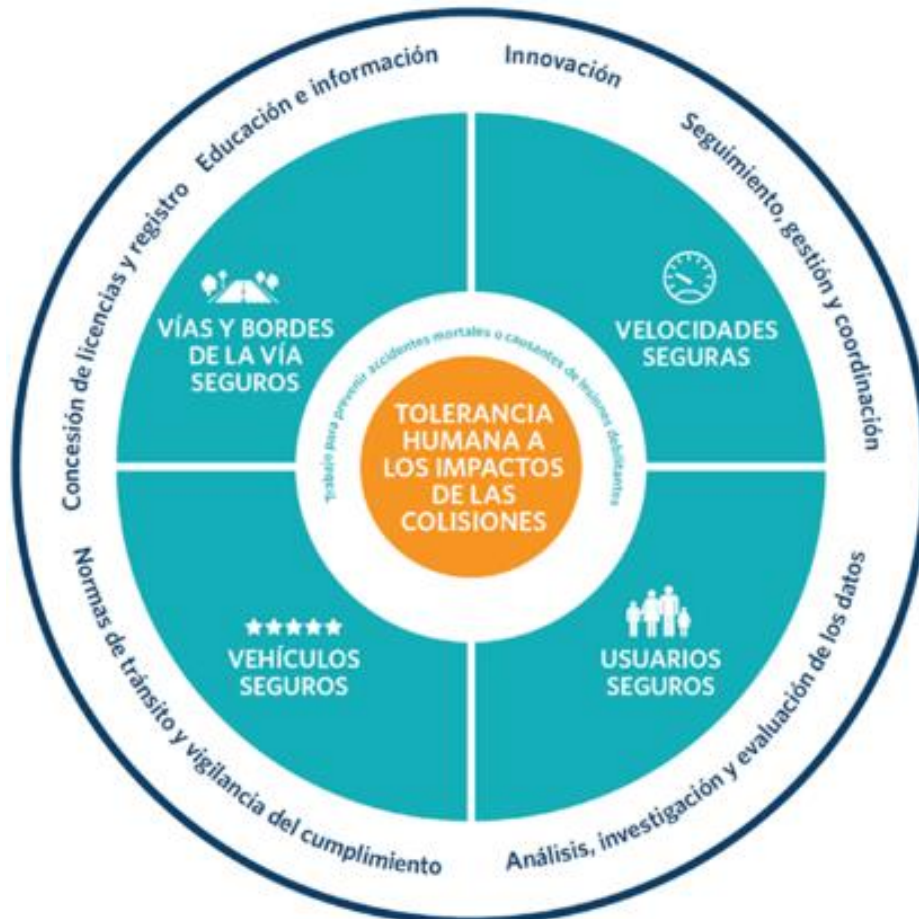 Educación e información
Innovación
Concesión de licencias y registro
Seguimiento, gestión y coordinación
VÍAS Y BORDES
DE LA VÍA
SEGUROS
VELOCIDADES
SEGURAS
Trabajo para prevenir accidentes mortales o causantes de lesiones debilitantes
TOLERANCIA
HUMANA A
LOS IMPACTOS
DE LAS
COLISIONES
VEHÍCULOS
SEGUROS
USUARIOS
SEGUROS
Normas de tránsito y vigilancia del cumplimiento
Análisis, investigación y evaluación de los datos